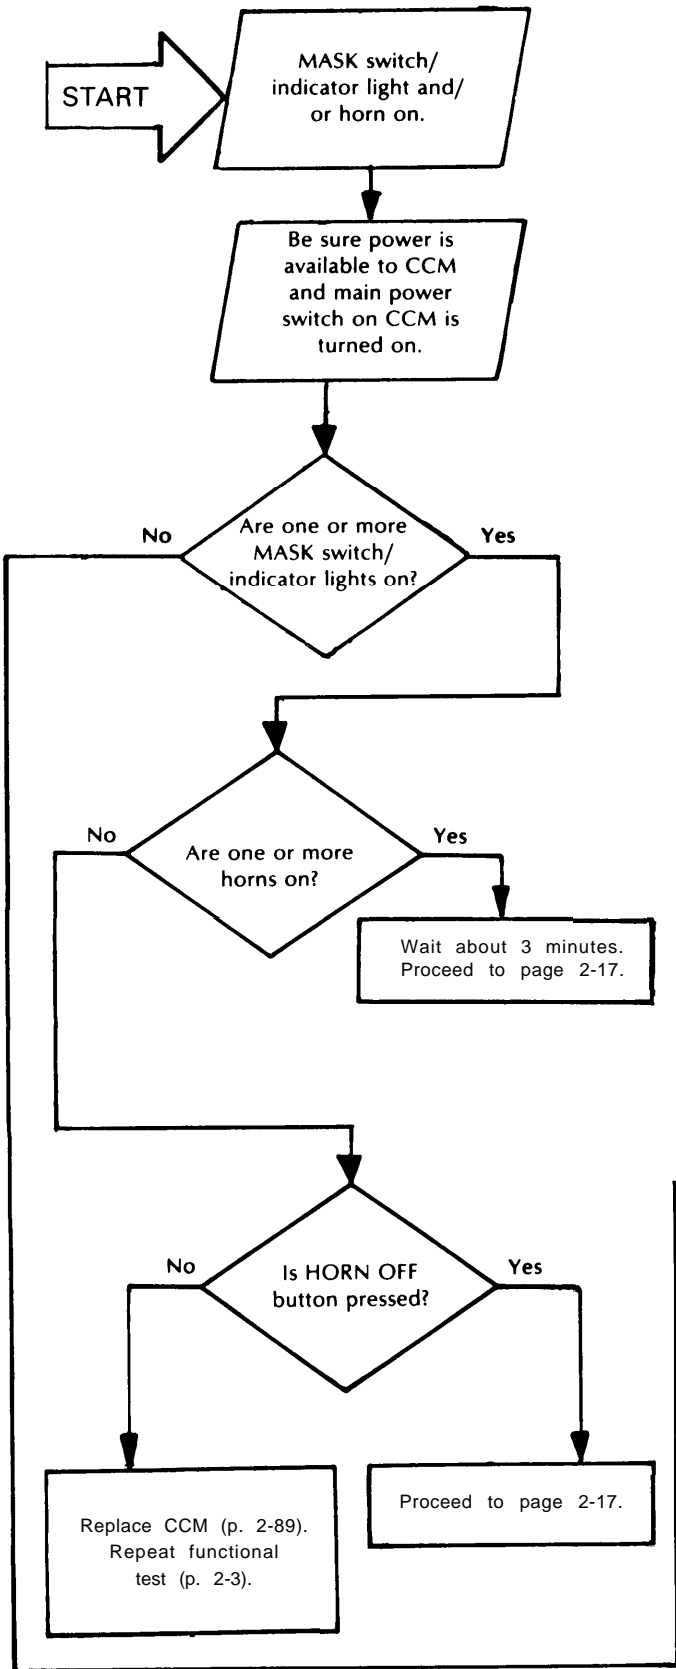 START
MASK switch/
indicator light and/
or horn on.
Be sure power is
available to CCM
and main power
switch on CCM is
turned on.
No
Are one or more
MASK switch/
indicator lights on?
Yes
No
Are one or more
horns on?
Yes
Wait about 3 minutes.
Proceed to page 2-17.
No
Is HORN OFF
button pressed?
Yes
Replace CCM (p. 2-89).
Repeat functional
test (p. 2-3).
Proceed to page 2-17.